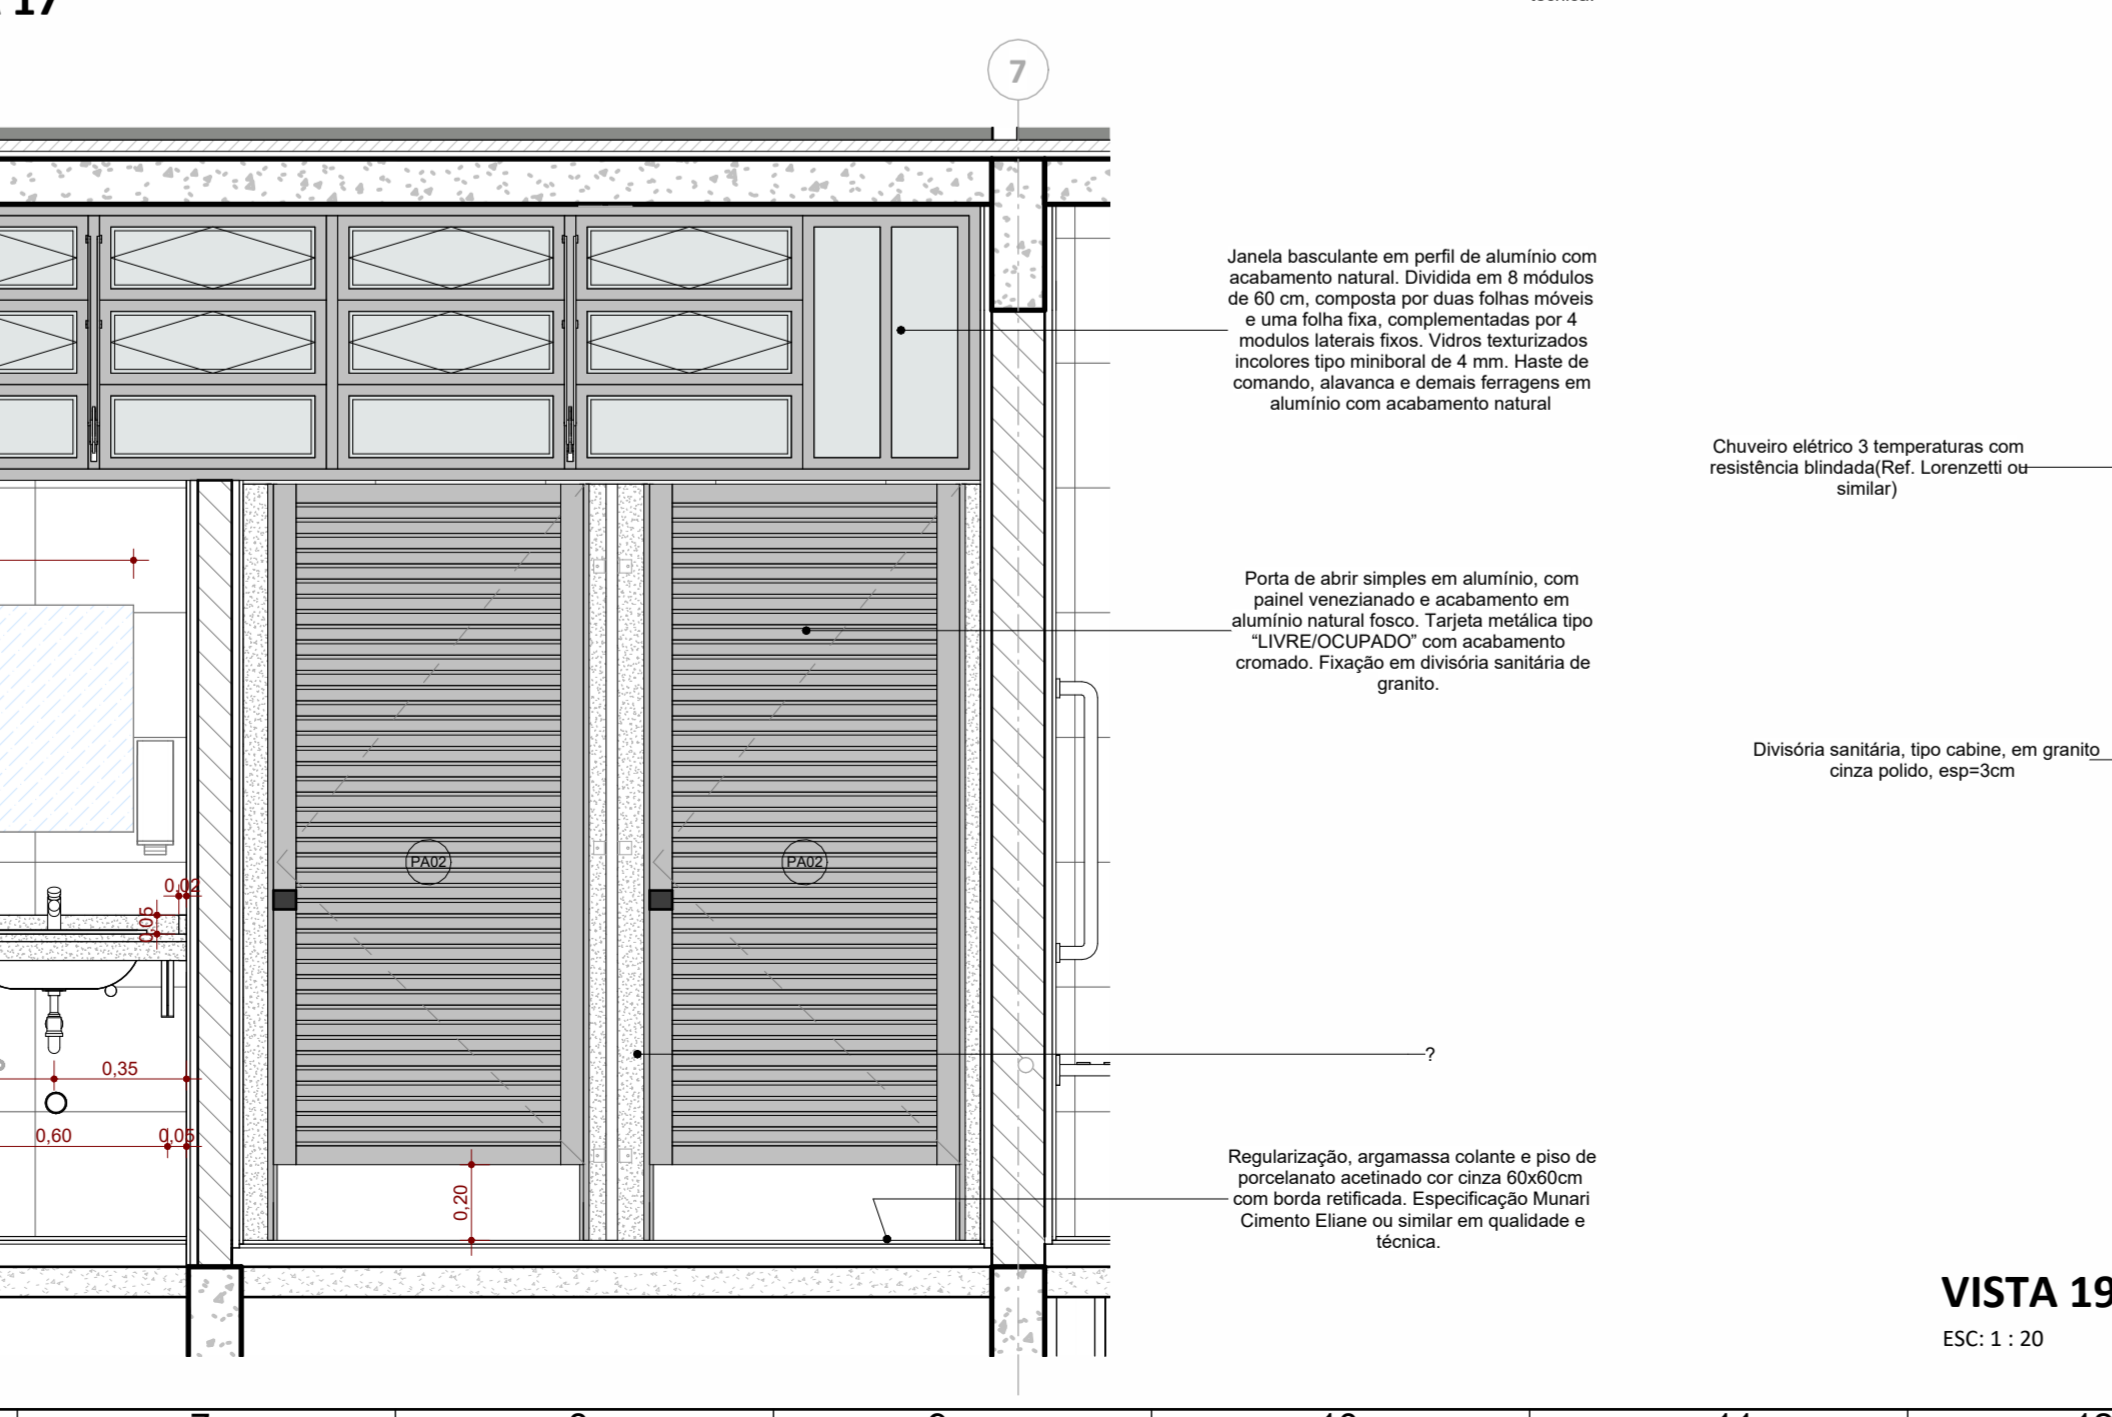 17
7
Janela basculante em perfil de alumínio com
acabamento natural. Dividida em 8 módulos
de 60 cm, composta por duas folhas móveis
e uma folha fixa, complementadas por 4
modulos laterais fixos. Vidros texturizados
incolores tipo miniboral de 4 mm. Haste de
comando, alavanca e demais ferragens em
alumínio com acabamento natural
Chuveiro elétrico 3 temperaturas com
resistência blindada(Ref. Lorenzetti ou
similar)
Porta de abrir simples em alumínio, com
painel venezianado e acabamento em
alumínio natural fosco. Tarjeta metálica tipo
“LIVRE/OCUPADO” com acabamento
cromado. Fixação em divisória sanitária de
granito.
Divisória sanitária, tipo cabine, em granito
cinza polido, esp=3cm
PA02
PA02
0,02
0,05
0,35
0,60
0,05
0,20
?
Regularização, argamassa colante e piso de
porcelanato acetinado cor cinza 60x60cm
com borda retificada. Especificação Munari
Cimento Eliane ou similar em qualidade e
técnica.
VISTA 19
ESC: 1 : 20